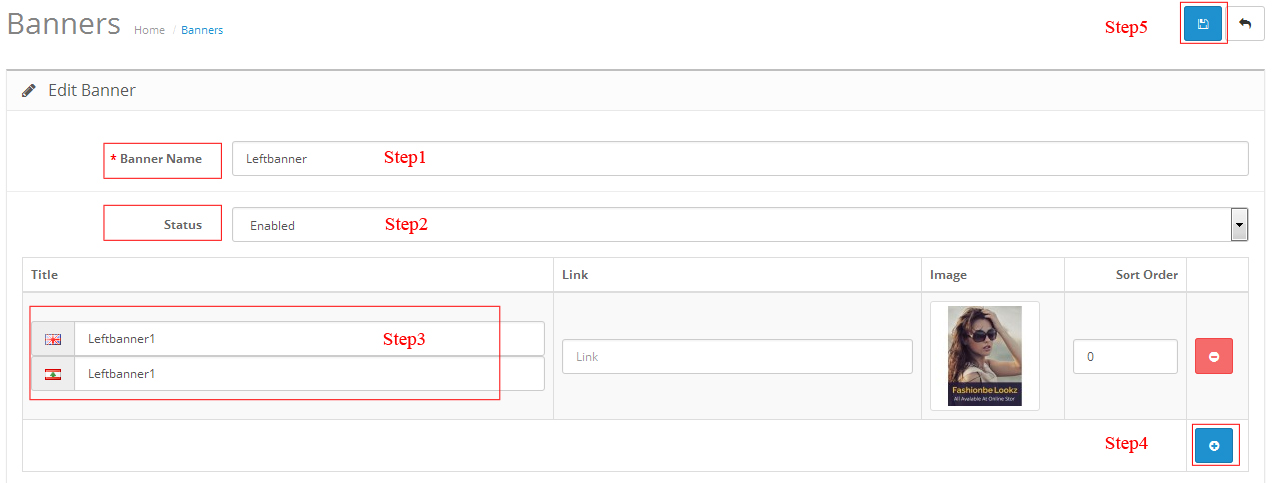 Banners Home / Banners Step5
Edit Banner
* Banner Name Leftbanner Step1
Status Enabled Step2
Title Link Image Sort Order
Leftbanner1 Step3
Leftbanner1
Link
0
Fashionbe Lookz
All Available At Online Stor
Step4